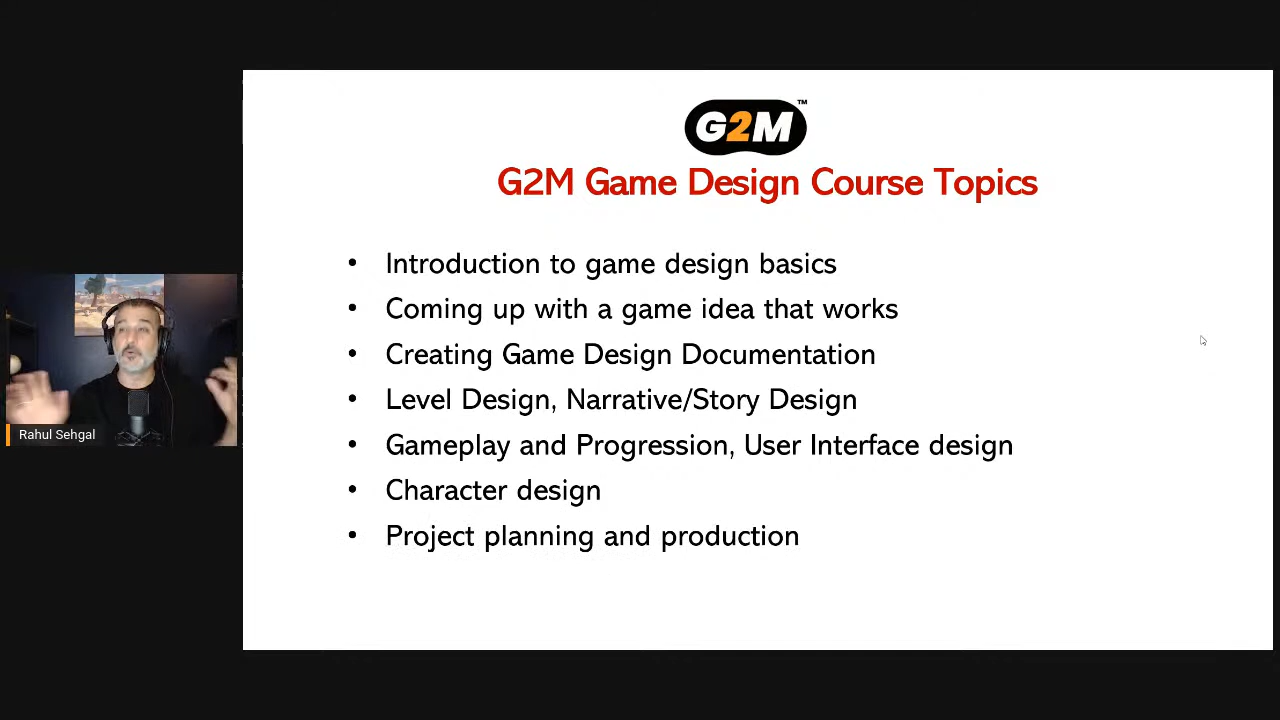 G2M™
G2M Game Design Course Topics
• Introduction to game design basics
• Coming up with a game idea that works
• Creating Game Design Documentation
• Level Design, Narrative/Story Design
• Gameplay and Progression, User Interface design
• Character design
• Project planning and production
Rahul Sehgal